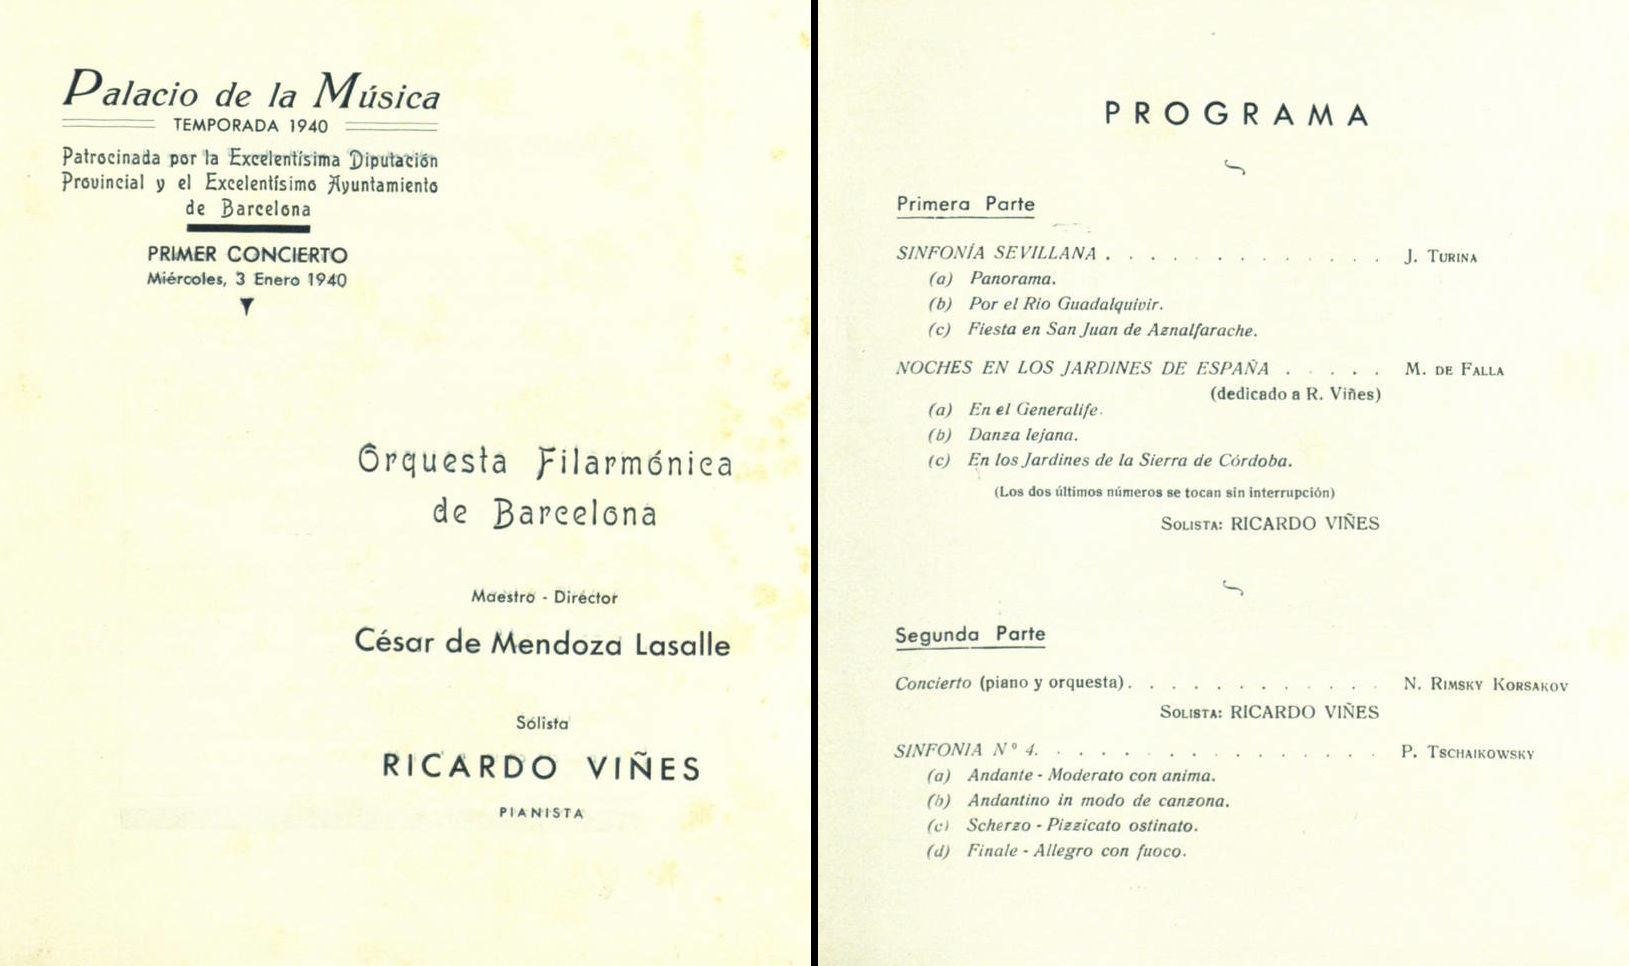 Palacio de la Música
TEMPORADA 1940
Patrocinada por la Excelentísima Diputación
Provincial y el Excelentísimo Ayuntamiento
de Barcelona
PRIMER CONCIERTO
Miércoles, 3 Enero 1940
Orquesta Filarmónica
de Barcelona
Maestro - Diréctor
César de Mendoza Lasalle
Sólista
RICARDO VIÑES
PIANISTA
PROGRAMA
Primera Parte
SINFONÍA SEVILLANA . . . . . . . . . . . . . J. TURINA
(a) Panorama.
(b) Por el Rio Guadalquivir.
(c) Fiesta en San Juan de Aznalfarache.
NOCHES EN LOS JARDINES DE ESPAÑA . . . . . M. DE FALLA
(dedicado a R. Viñes)
(a) En el Generalife.
(b) Danza lejana.
(c) En los Jardines de la Sierra de Córdoba.
(Los dos últimos números se tocan sin interrupción)
SOLISTA: RICARDO VIÑES
Segunda Parte
Concierto (piano y orquesta) . . . . . . . . . . . . N. RIMSKY KORSAKOV
SOLISTA: RICARDO VIÑES
SINFONIA Nº 4. . . . . . . . . . . . . . . . P. TSCHAIKOWSKY
(a) Andante - Moderato con anima.
(b) Andantino in modo de canzona.
(c) Scherzo - Pizzicato ostinato.
(d) Finale - Allegro con fuoco.